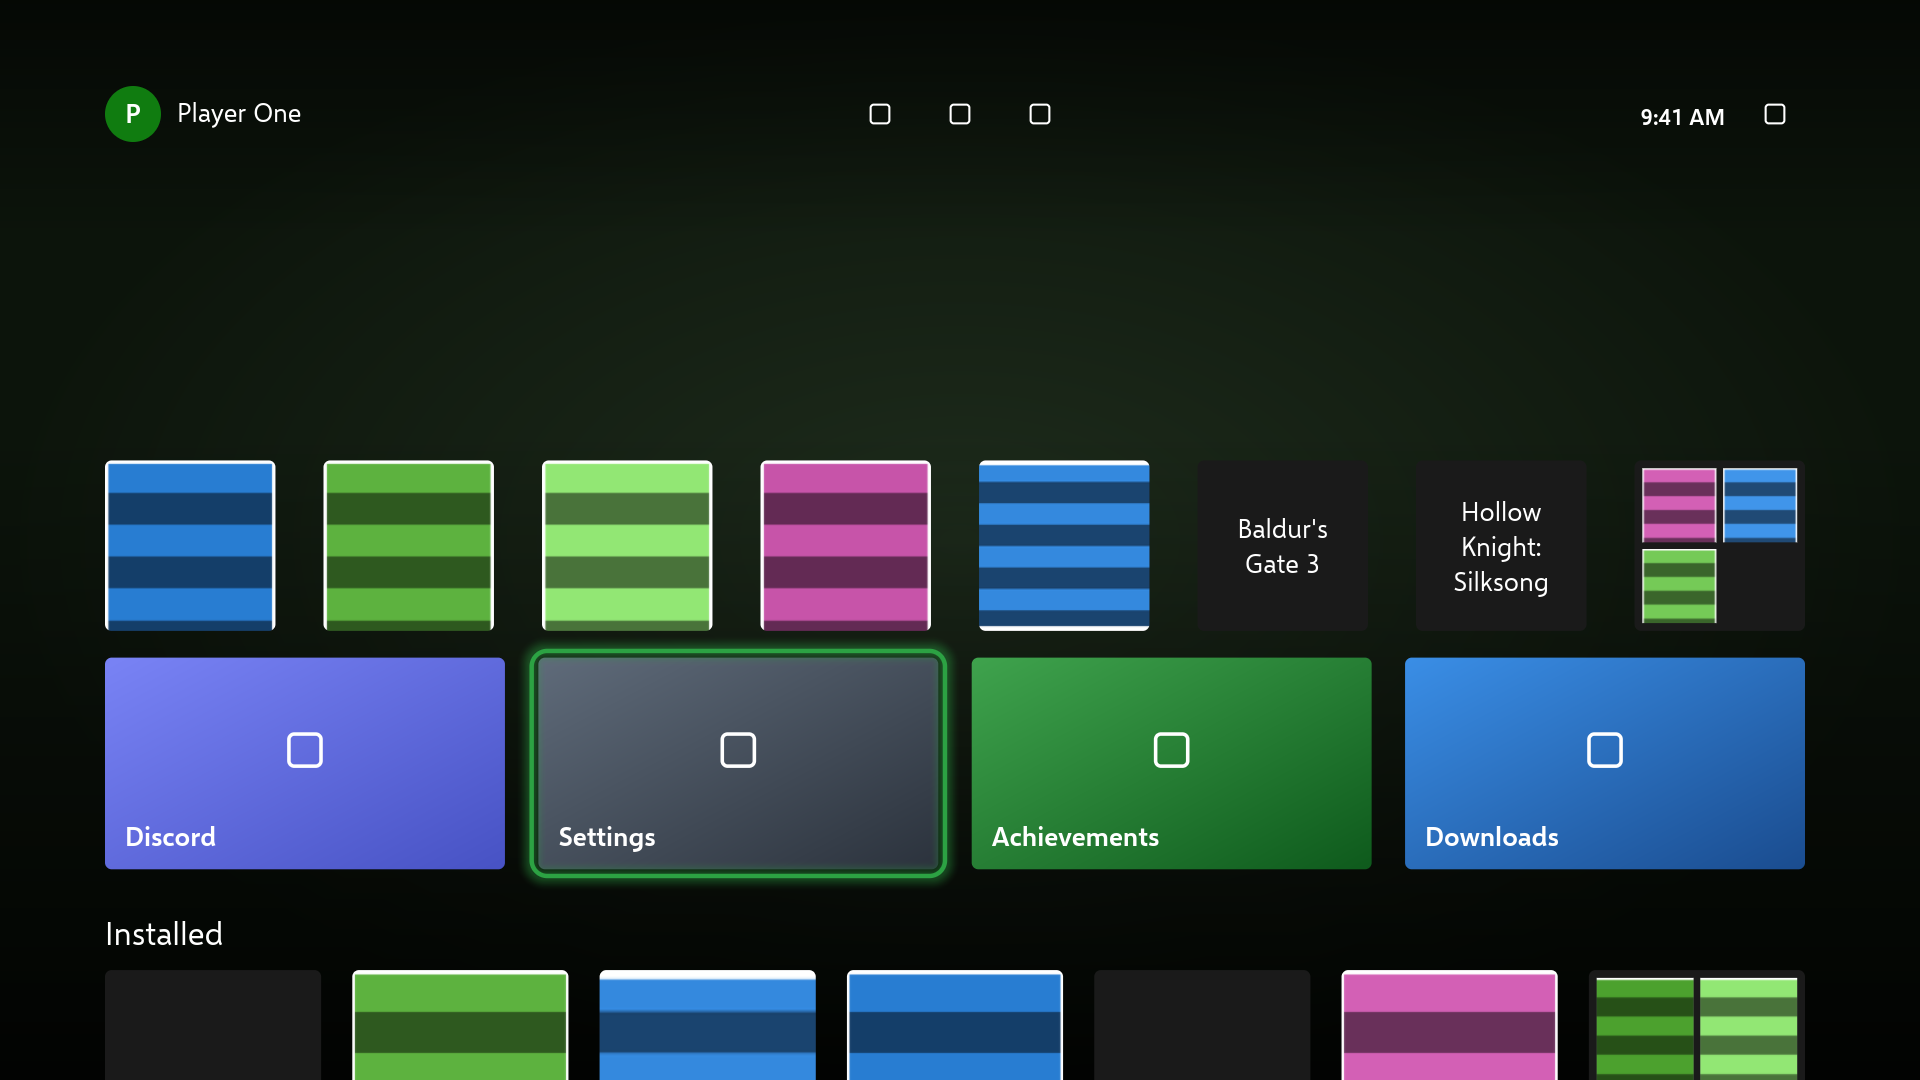 P
Player One
9:41 AM
Baldur's
Gate 3
Hollow
Knight:
Silksong
Discord
Settings
Achievements
Downloads
Installed